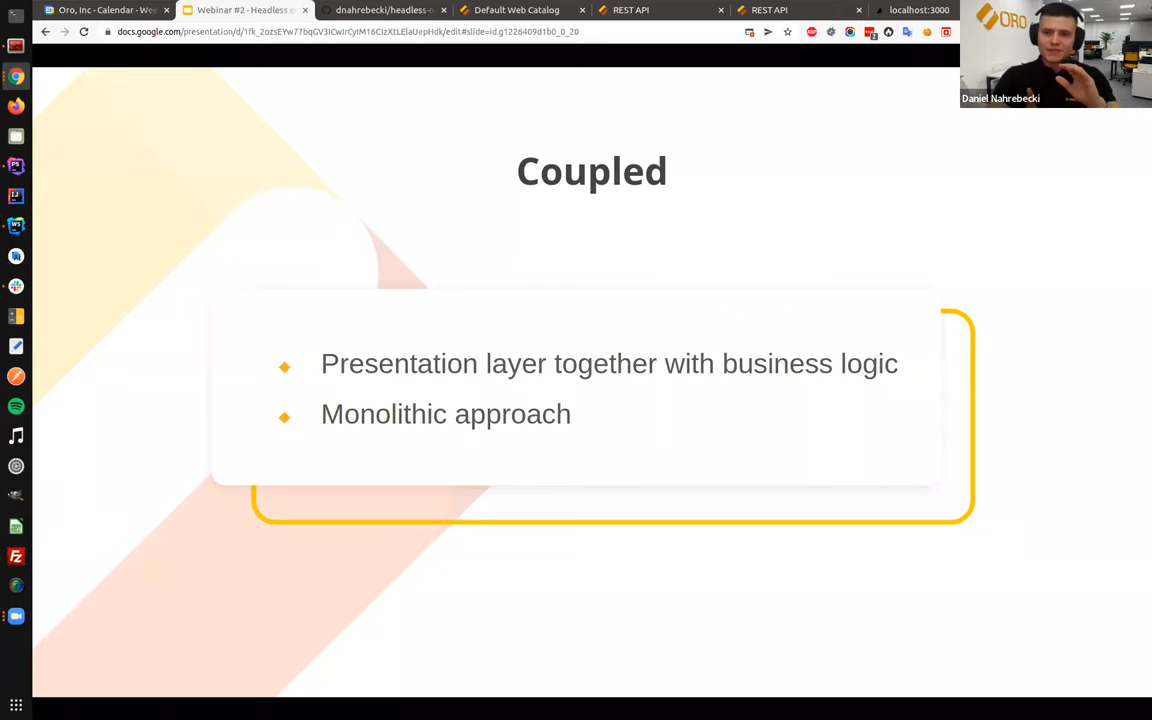 Oro, Inc - Calendar - We
Webinar #2 - Headless e
dnahrebecki/headless-o
Default Web Catalog
REST API
REST API
localhost:3000
docs.google.com/presentation/d/1fk_2ozsEYw77bqGV3ICwIrCyIM16CIzXtLElaUepHdk/edit#slide=id.g1226409d1b0_0_20
ORO
Daniel Nahrebecki
Coupled
Presentation layer together with business logic
Monolithic approach